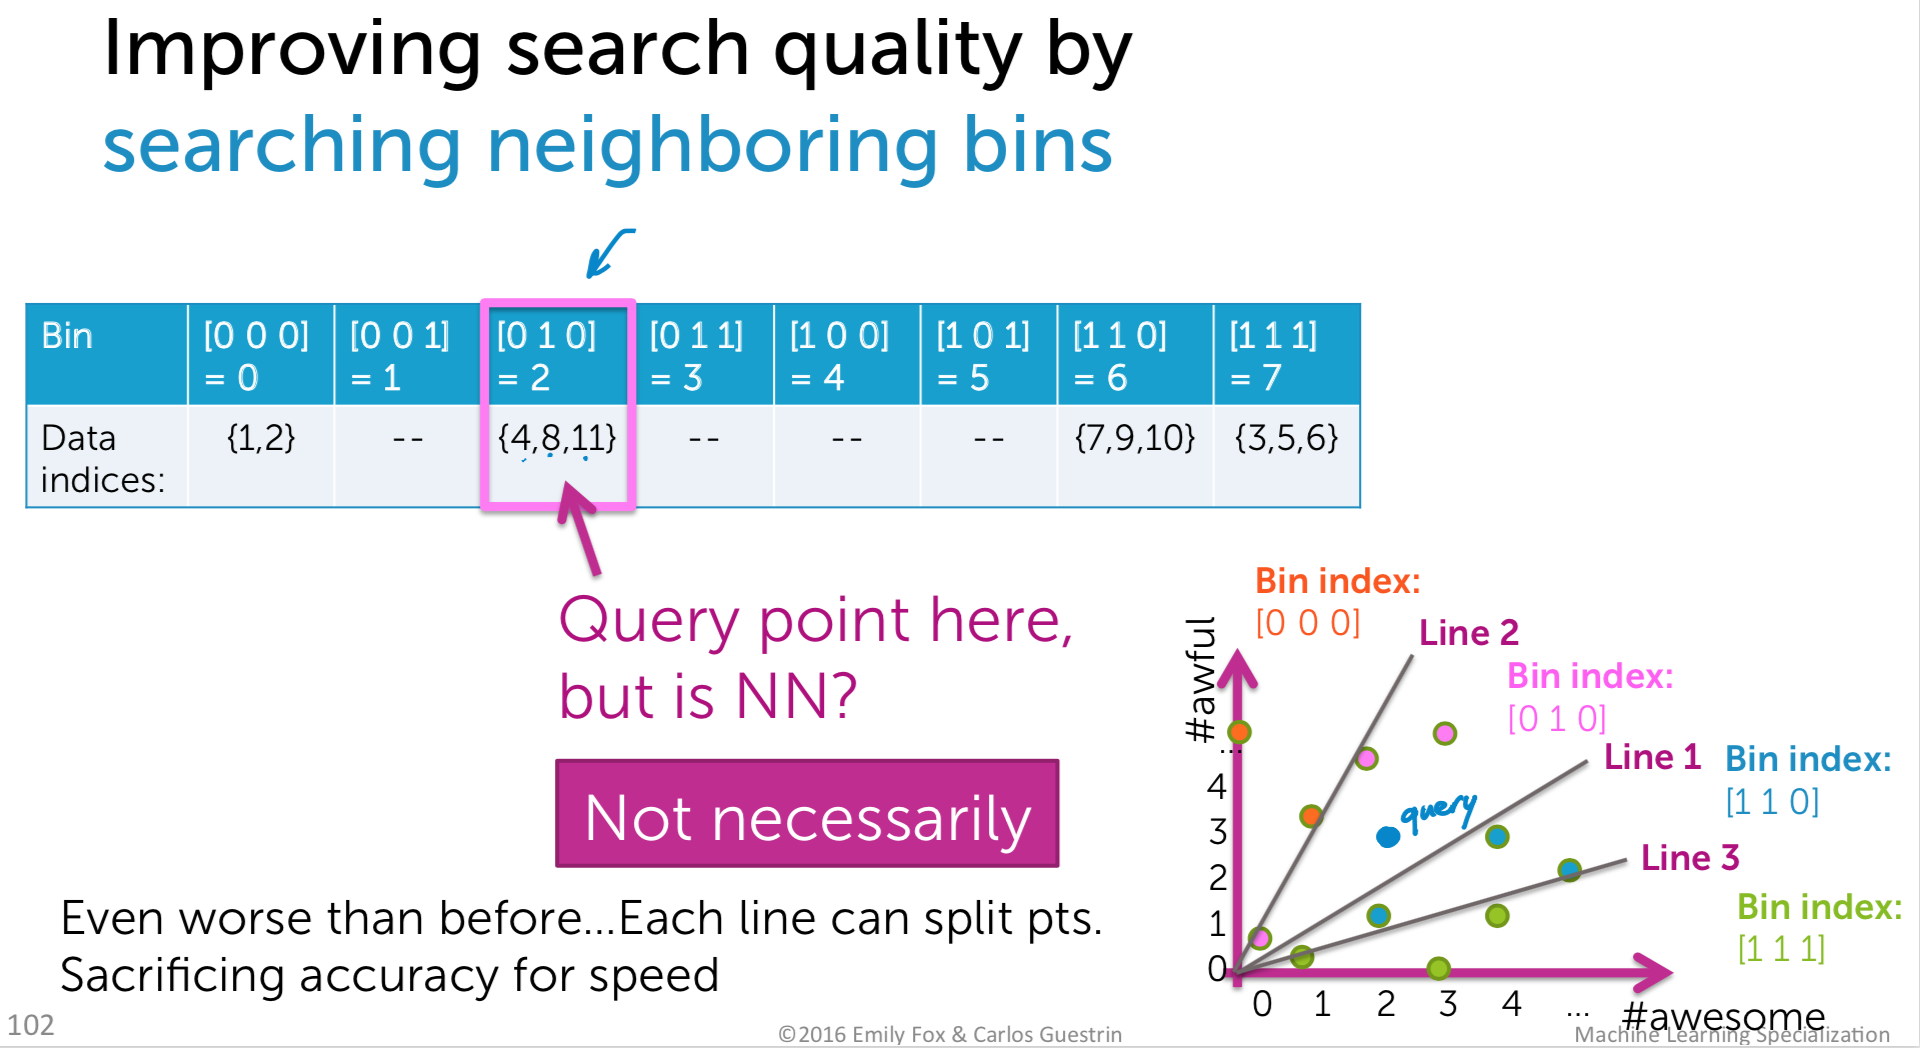 Improving search quality by
searching neighboring bins
Bin [0 0 0] [0 0 1] [0 1 0] [0 1 1] [1 0 0] [1 0 1] [1 1 0] [1 1 1]
= 0 = 1 = 2 = 3 = 4 = 5 = 6 = 7
Data {1,2} -- {4,8,11} -- -- -- {7,9,10} {3,5,6}
indices:
Query point here,
but is NN?
Not necessarily
Even worse than before...Each line can split pts.
Sacrificing accuracy for speed
Bin index:
[0 0 0]
Line 2
Bin index:
[0 1 0]
Line 1
Bin index:
[1 1 0]
Line 3
Bin index:
[1 1 1]
query
#awful
...
4
3
2
1
0
0 1 2 3 4 ...
#awesome
102
©2016 Emily Fox & Carlos Guestrin
Machine Learning Specialization